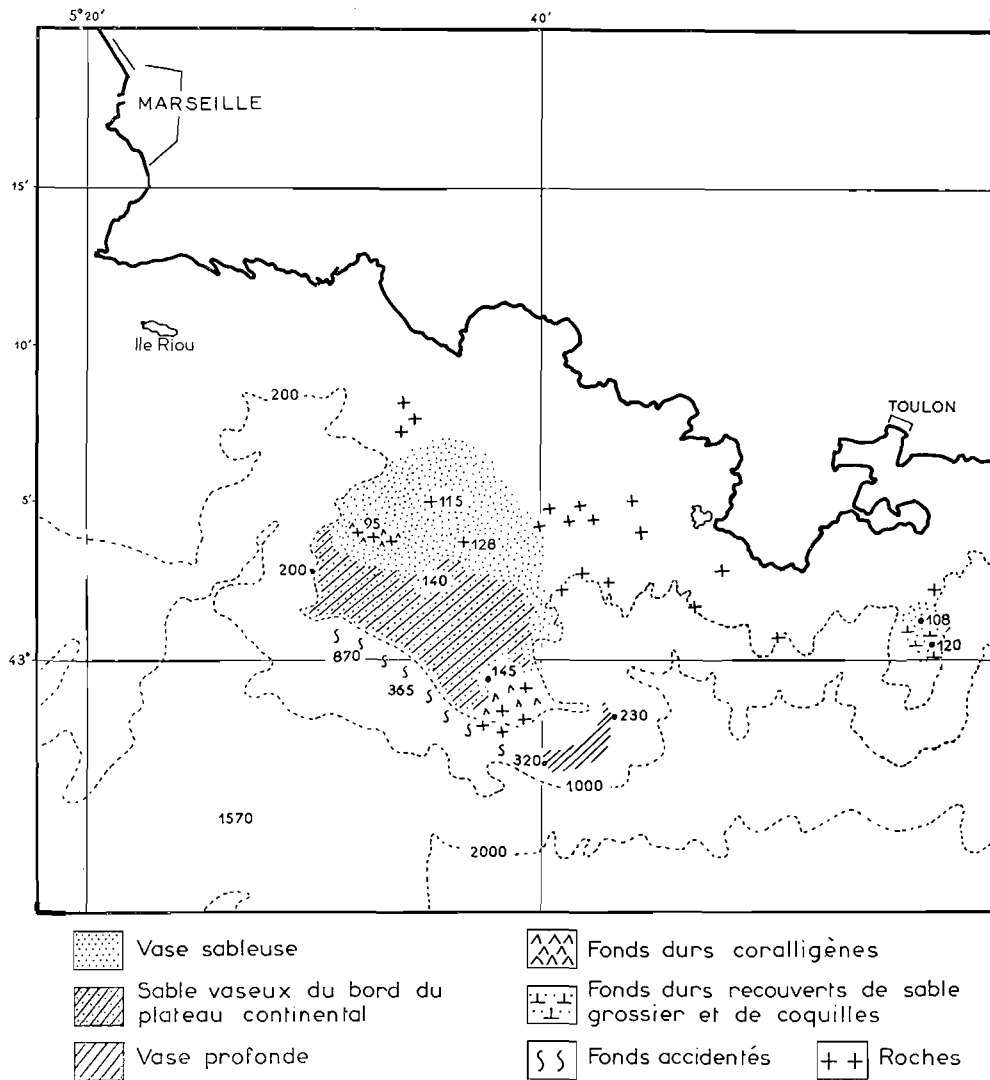 5°20'
40'
MARSEILLE
15'
10'
Ile Riou
200
TOULON
5'
115
95
128
200
140
108
120
870
43°
145
365
230
320
1000
1570
2000
Vase sableuse
Sable vaseux du bord du
plateau continental
Vase profonde
Fonds durs coralligènes
Fonds durs recouverts de sable
grossier et de coquilles
Fonds accidentés
Roches